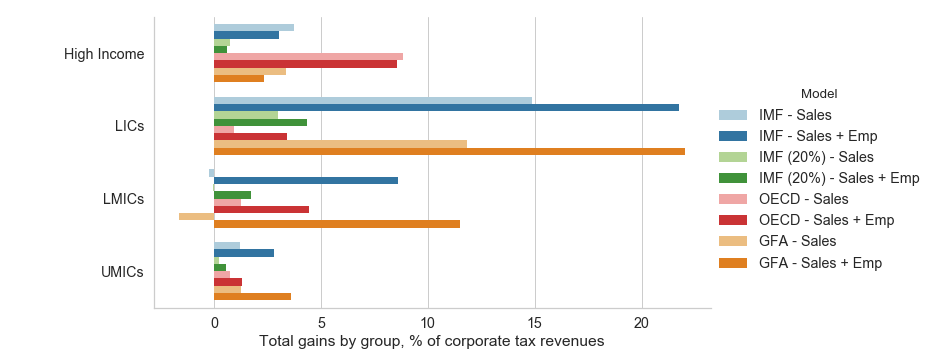 High Income
LICs
LMICs
UMICs
0 5 10 15 20
Total gains by group, % of corporate tax revenues
Model
IMF - Sales
IMF - Sales + Emp
IMF (20%) - Sales
IMF (20%) - Sales + Emp
OECD - Sales
OECD - Sales + Emp
GFA - Sales
GFA - Sales + Emp